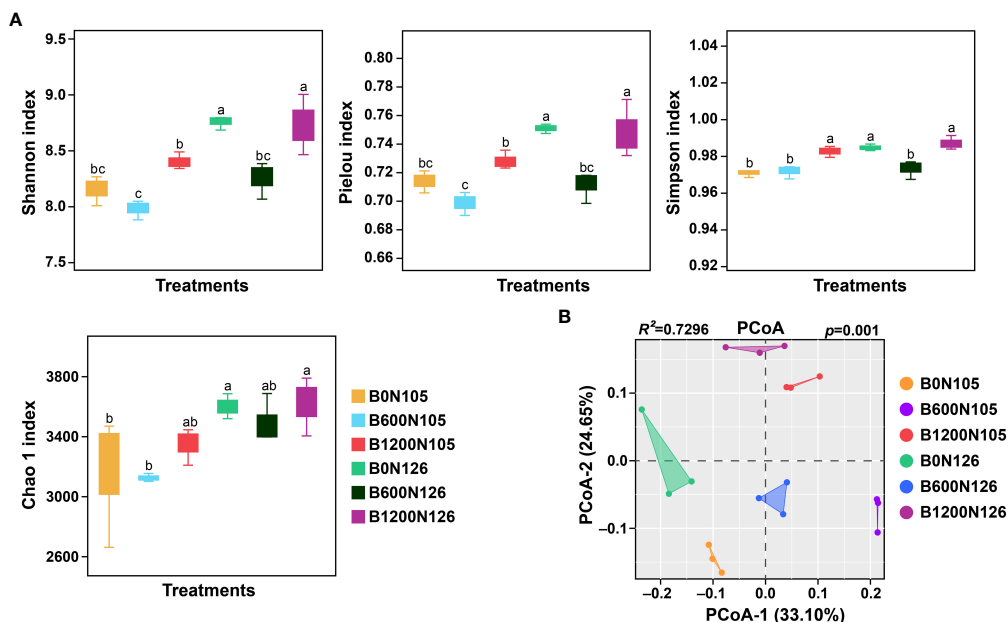 A
9.5
9.0
8.5
8.0
7.5
Shannon index
bc
c
b
a
bc
a
Treatments
0.80
0.78
0.76
0.74
0.72
0.70
0.68
0.66
Pielou index
bc
c
b
a
bc
a
Treatments
1.04
1.02
1.00
0.98
0.96
0.94
0.92
Simpson index
b
b
a
a
b
a
Treatments
3800
3400
3000
2600
Chao 1 index
b
b
ab
a
ab
a
Treatments
B0N105
B600N105
B1200N105
B0N126
B600N126
B1200N126
B
R²=0.7296 PCoA p=0.001
0.1
0.0
−0.1
PCoA-2 (24.65%)
−0.2 −0.1 0.0 0.1 0.2
PCoA-1 (33.10%)
B0N105
B600N105
B1200N105
B0N126
B600N126
B1200N126